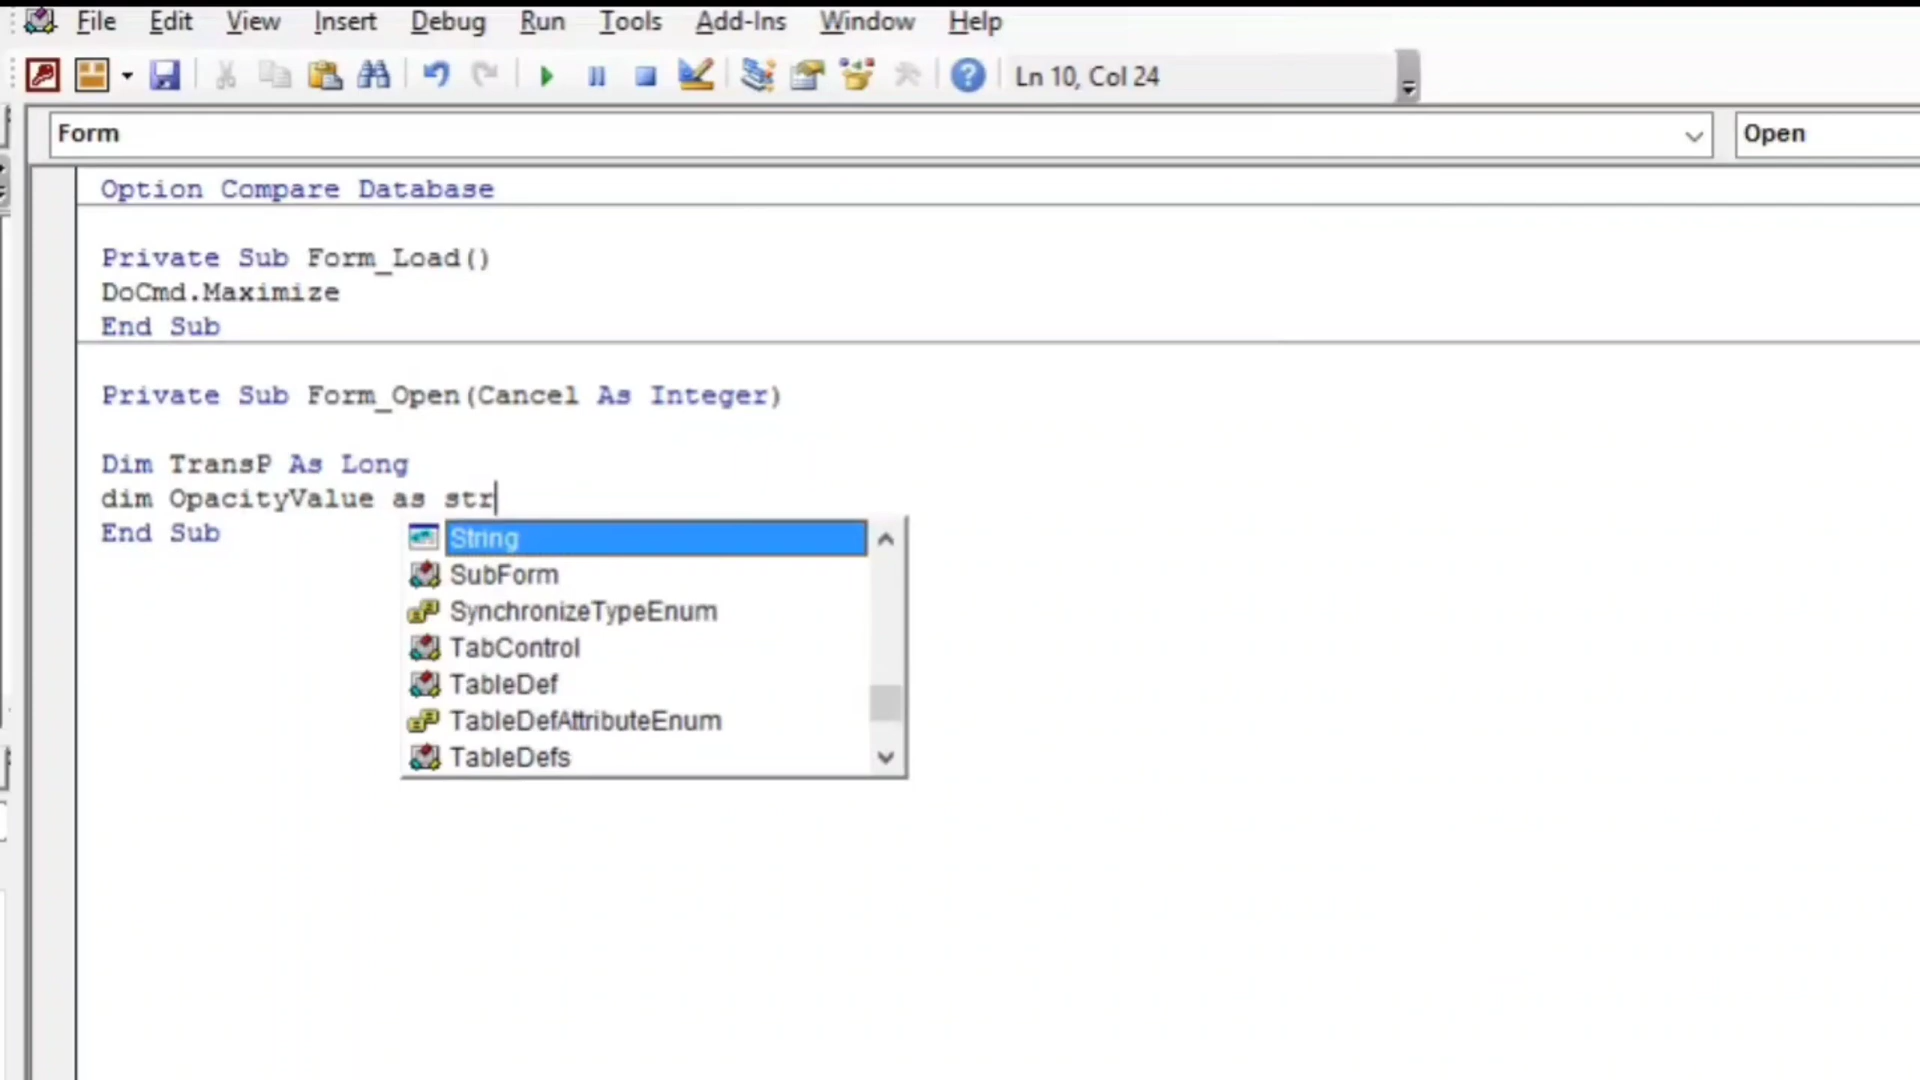 File Edit View Insert Debug Run Tools Add-Ins Window Help
Ln 10, Col 24
Form Open
Option Compare Database
Private Sub Form_Load()
DoCmd.Maximize
End Sub
Private Sub Form_Open(Cancel As Integer)
Dim TransP As Long
dim OpacityValue as str
End Sub
String
SubForm
SynchronizeTypeEnum
TabControl
TableDef
TableDefAttributeEnum
TableDefs